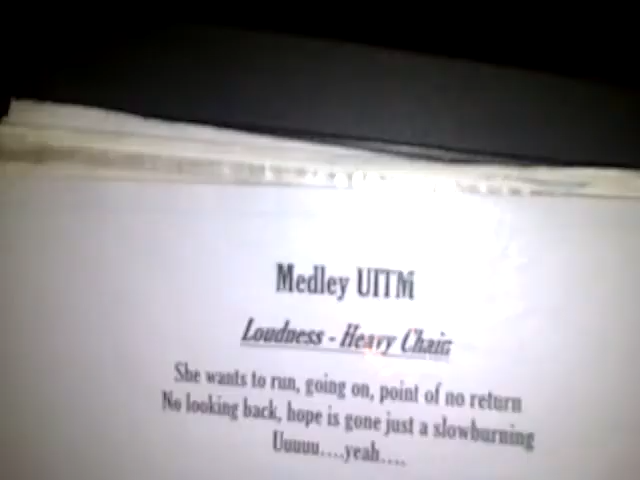 Medley UITM
Loudness - Heavy Chain
She wants to run, going on, point of no return
No looking back, hope is gone just a slowburning
Uuuuu....yeah....